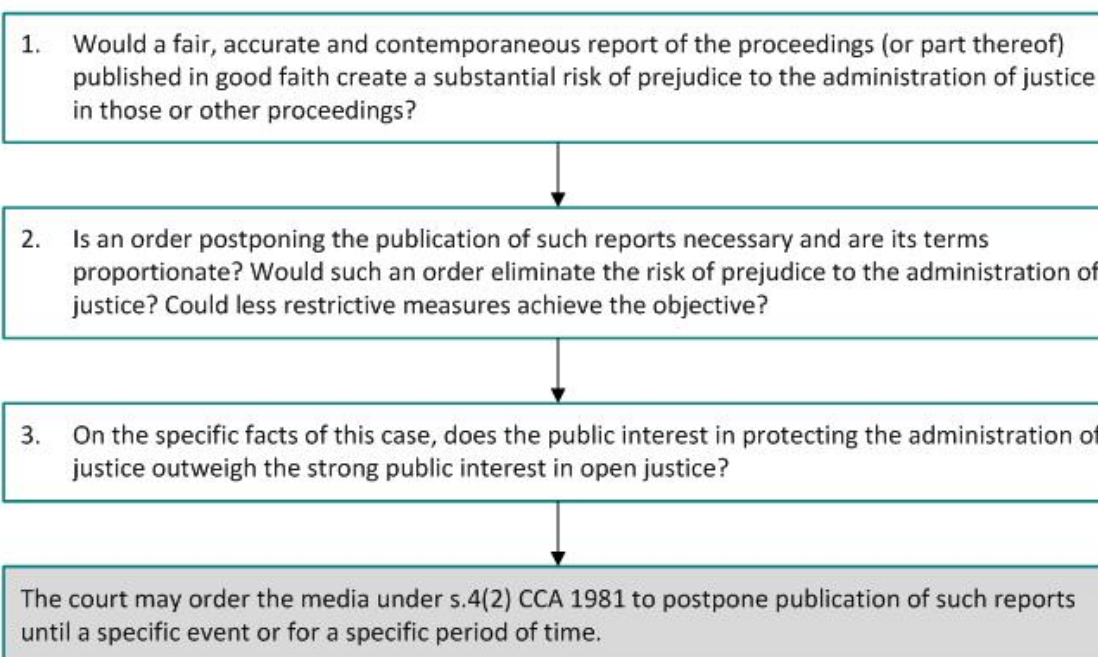 1. Would a fair, accurate and contemporaneous report of the proceedings (or part thereof)
published in good faith create a substantial risk of prejudice to the administration of justice
in those or other proceedings?
2. Is an order postponing the publication of such reports necessary and are its terms
proportionate? Would such an order eliminate the risk of prejudice to the administration of
justice? Could less restrictive measures achieve the objective?
3. On the specific facts of this case, does the public interest in protecting the administration of
justice outweigh the strong public interest in open justice?
The court may order the media under s.4(2) CCA 1981 to postpone publication of such reports
until a specific event or for a specific period of time.